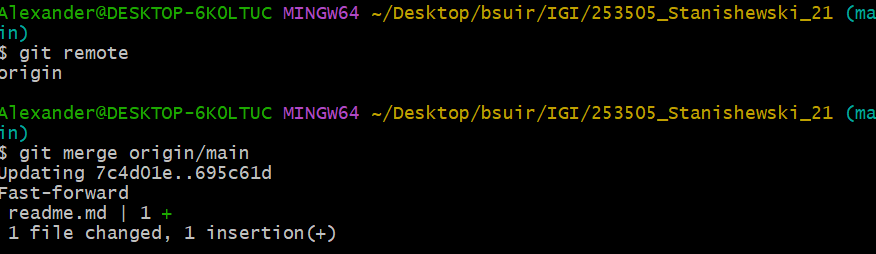 Alexander@DESKTOP-6K0LTUC MINGW64 ~/Desktop/bsuir/IGI/253505_Stanishewski_21 (ma
in)
$ git remote
origin
Alexander@DESKTOP-6K0LTUC MINGW64 ~/Desktop/bsuir/IGI/253505_Stanishewski_21 (ma
in)
$ git merge origin/main
Updating 7c4d01e..695c61d
Fast-forward
 readme.md | 1 +
 1 file changed, 1 insertion(+)